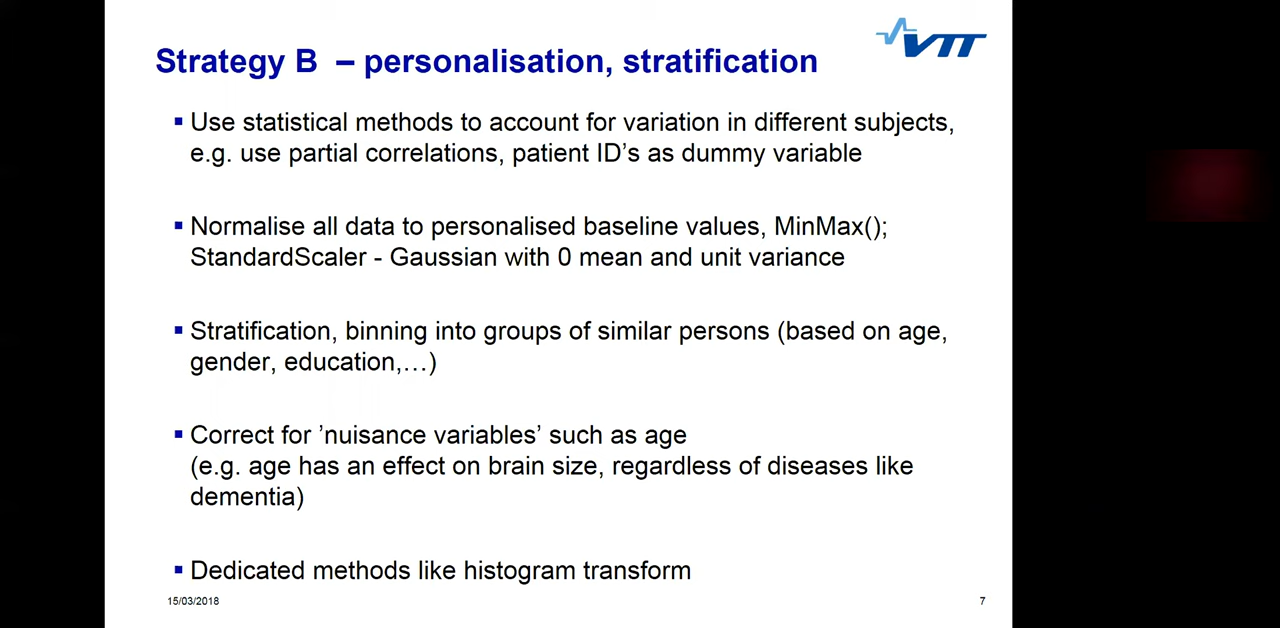 Strategy B – personalisation, stratification
VTT
▪ Use statistical methods to account for variation in different subjects,
e.g. use partial correlations, patient ID’s as dummy variable
▪ Normalise all data to personalised baseline values, MinMax();
StandardScaler - Gaussian with 0 mean and unit variance
▪ Stratification, binning into groups of similar persons (based on age,
gender, education,…)
▪ Correct for ’nuisance variables’ such as age
(e.g. age has an effect on brain size, regardless of diseases like
dementia)
▪ Dedicated methods like histogram transform
15/03/2018
7